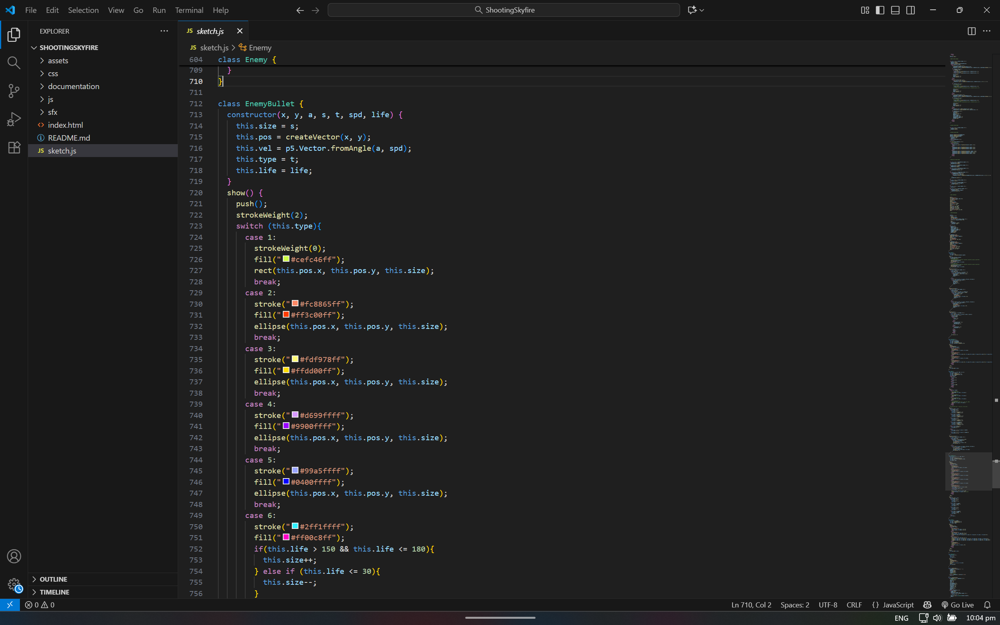 File Edit Selection View Go Run Terminal Help
ShootingSkyfire
EXPLORER
SHOOTINGSKYFIRE
assets
css
documentation
js
sfx
index.html
README.md
JS sketch.js
OUTLINE
TIMELINE
JS sketch.js
JS sketch.js > Enemy
604 class Enemy {
709 }
710 }
711
712 class EnemyBullet {
713 constructor(x, y, a, s, t, spd, life) {
714 this.size = s;
715 this.pos = createVector(x, y);
716 this.vel = p5.Vector.fromAngle(a, spd);
717 this.type = t;
718 this.life = life;
719 }
720 show() {
721 push();
722 strokeWeight(2);
723 switch (this.type){
724 case 1:
725 strokeWeight(0);
726 fill("#cefc46ff");
727 rect(this.pos.x, this.pos.y, this.size);
728 break;
729 case 2:
730 stroke("#fc8865ff");
731 fill("#ff3c00ff");
732 ellipse(this.pos.x, this.pos.y, this.size);
733 break;
734 case 3:
735 stroke("#fdf978ff");
736 fill("#ffdd00ff");
737 ellipse(this.pos.x, this.pos.y, this.size);
738 break;
739 case 4:
740 stroke("#d699ffff");
741 fill("#9900ffff");
742 ellipse(this.pos.x, this.pos.y, this.size);
743 break;
744 case 5:
745 stroke("#99a5ffff");
746 fill("#0400ffff");
747 ellipse(this.pos.x, this.pos.y, this.size);
748 break;
749 case 6:
750 stroke("#2ff1ffff");
751 fill("#ff00c8ff");
752 if(this.life > 150 && this.life <= 180){
753 this.size++;
754 } else if (this.life <= 30){
755 this.size--;
756 }
0 0
Ln 710, Col 2 Spaces: 2 UTF-8 CRLF {} JavaScript Go Live
ENG 10:04 pm